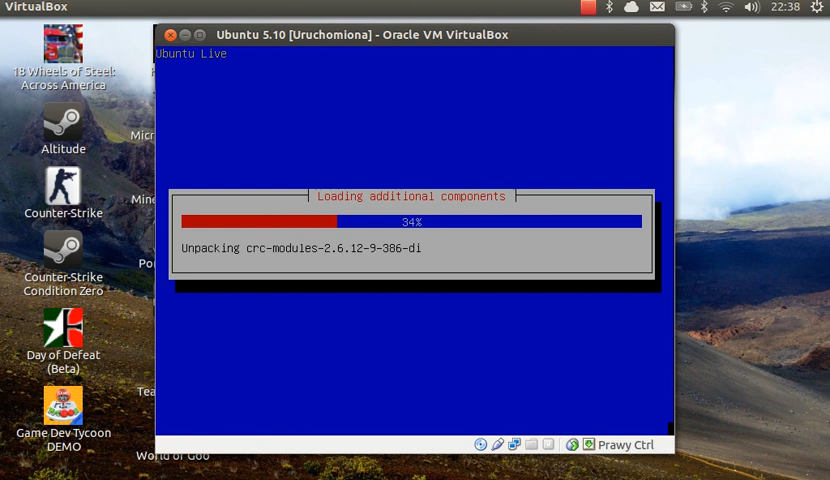 VirtualBox
22:38
Ubuntu 5.10 [Uruchomiona] - Oracle VM VirtualBox
Ubuntu Live
Loading additional components
34%
Unpacking crc-modules-2.6.12-9-386-di
Prawy Ctrl
18 Wheels of Steel:
Across America
Altitude
Counter-Strike
Counter-Strike
Condition Zero
Day of Defeat
(Beta)
Game Dev Tycoon
DEMO
World of Goo